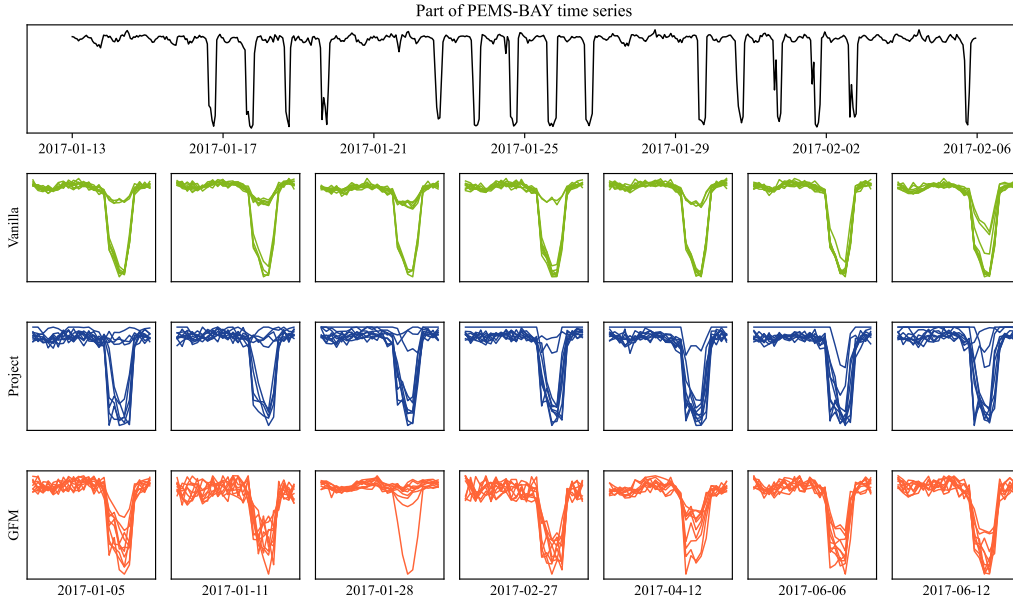 Part of PEMS-BAY time series
2017-01-13 2017-01-17 2017-01-21 2017-01-25 2017-01-29 2017-02-02 2017-02-06
Vanilla
Project
GFM
2017-01-05 2017-01-11 2017-01-28 2017-02-27 2017-04-12 2017-06-06 2017-06-12